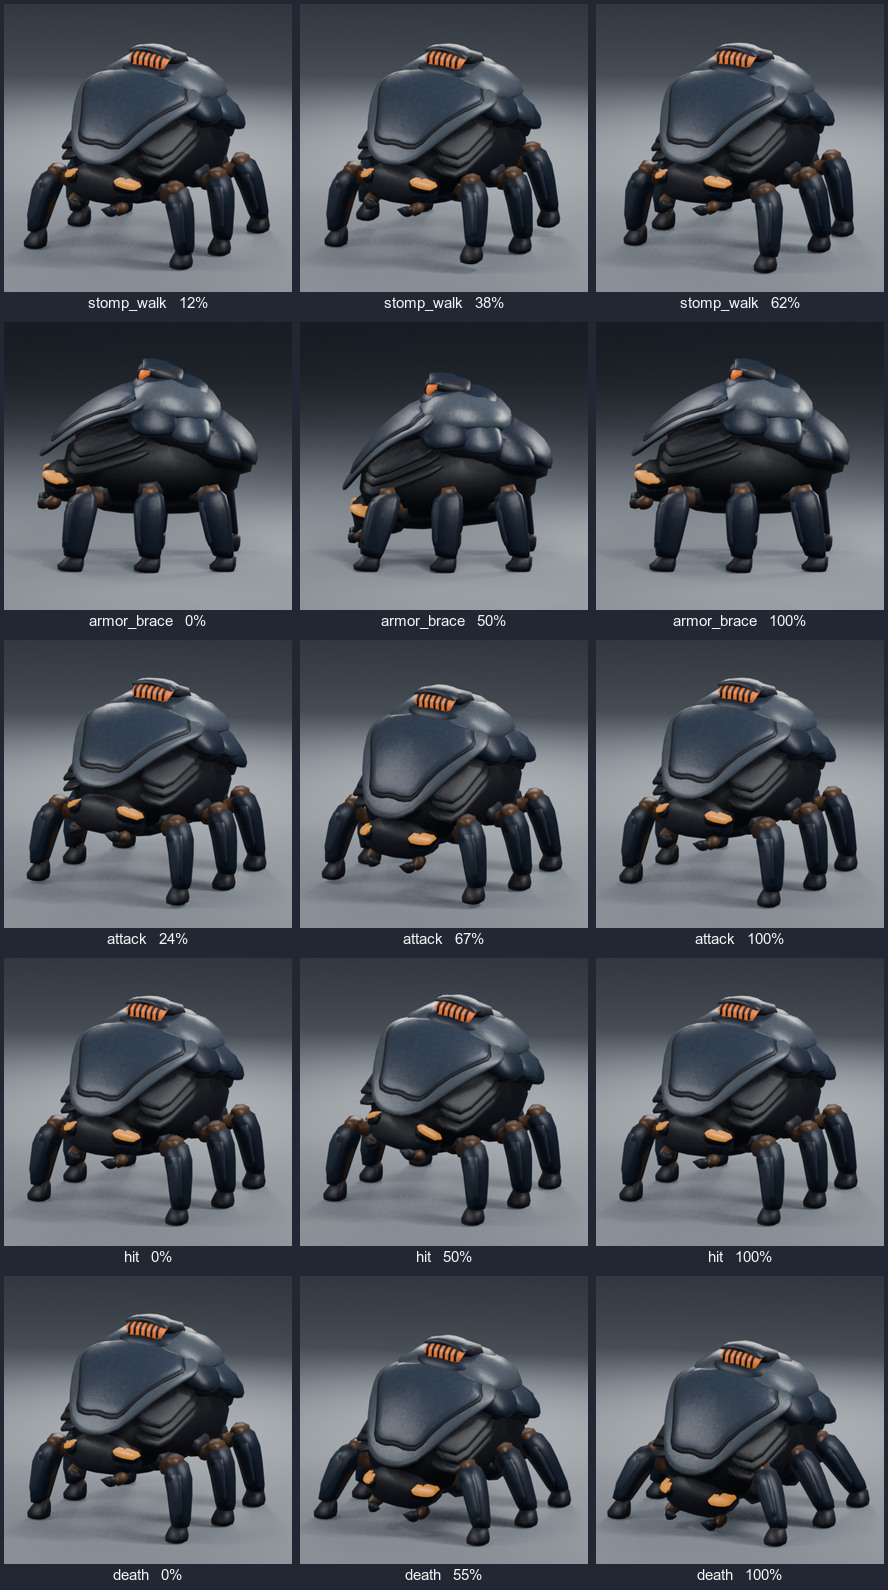 stomp_walk 12%
stomp_walk 38%
stomp_walk 62%
armor_brace 0%
armor_brace 50%
armor_brace 100%
attack 24%
attack 67%
attack 100%
hit 0%
hit 50%
hit 100%
death 0%
death 55%
death 100%